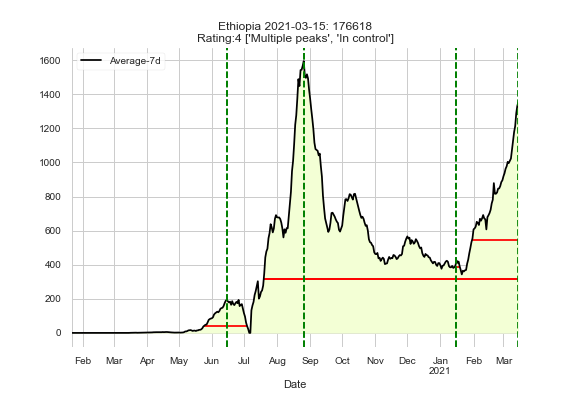 Ethiopia 2021-03-15: 176618
Rating:4 ['Multiple peaks', 'In control']
Average-7d
1600
1400
1200
1000
800
600
400
200
0
Feb Mar Apr May Jun Jul Aug Sep Oct Nov Dec Jan Feb Mar
2021
Date